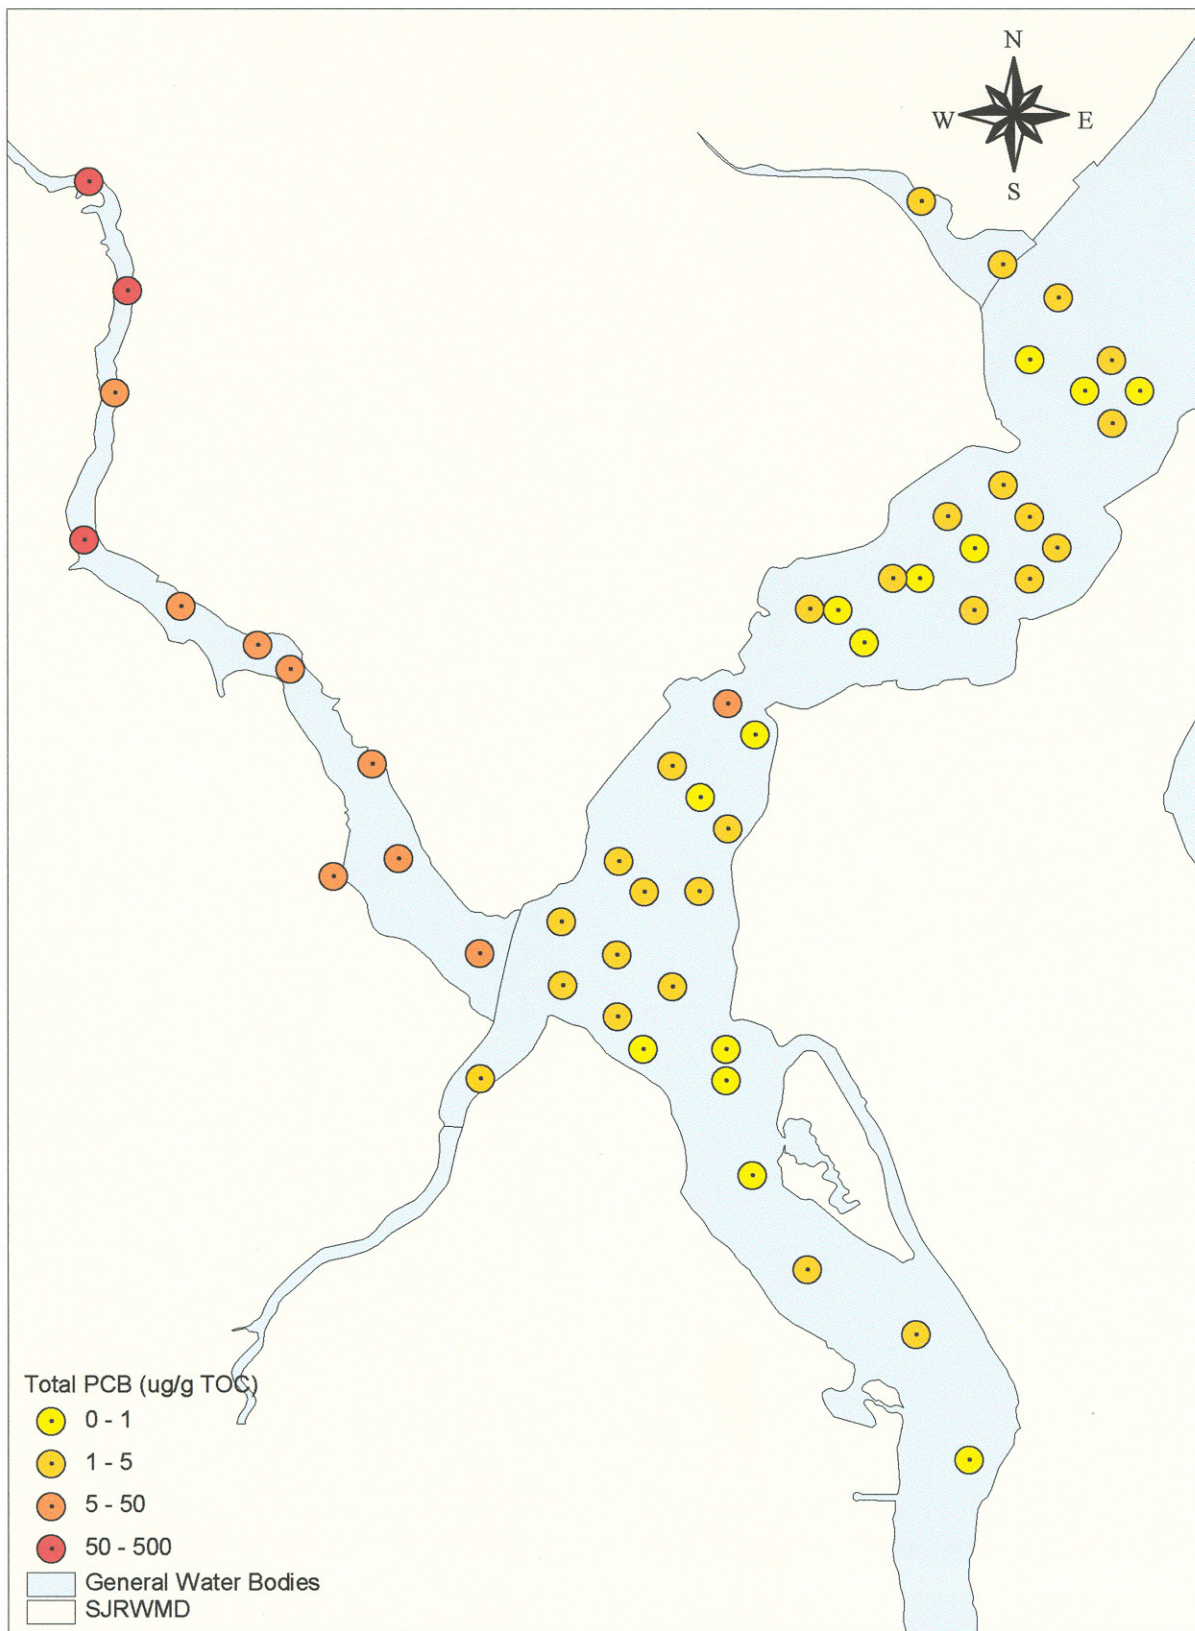 N
W E
S
Total PCB (ug/g TOC)
0 - 1
1 - 5
5 - 50
50 - 500
General Water Bodies
SJRWMD